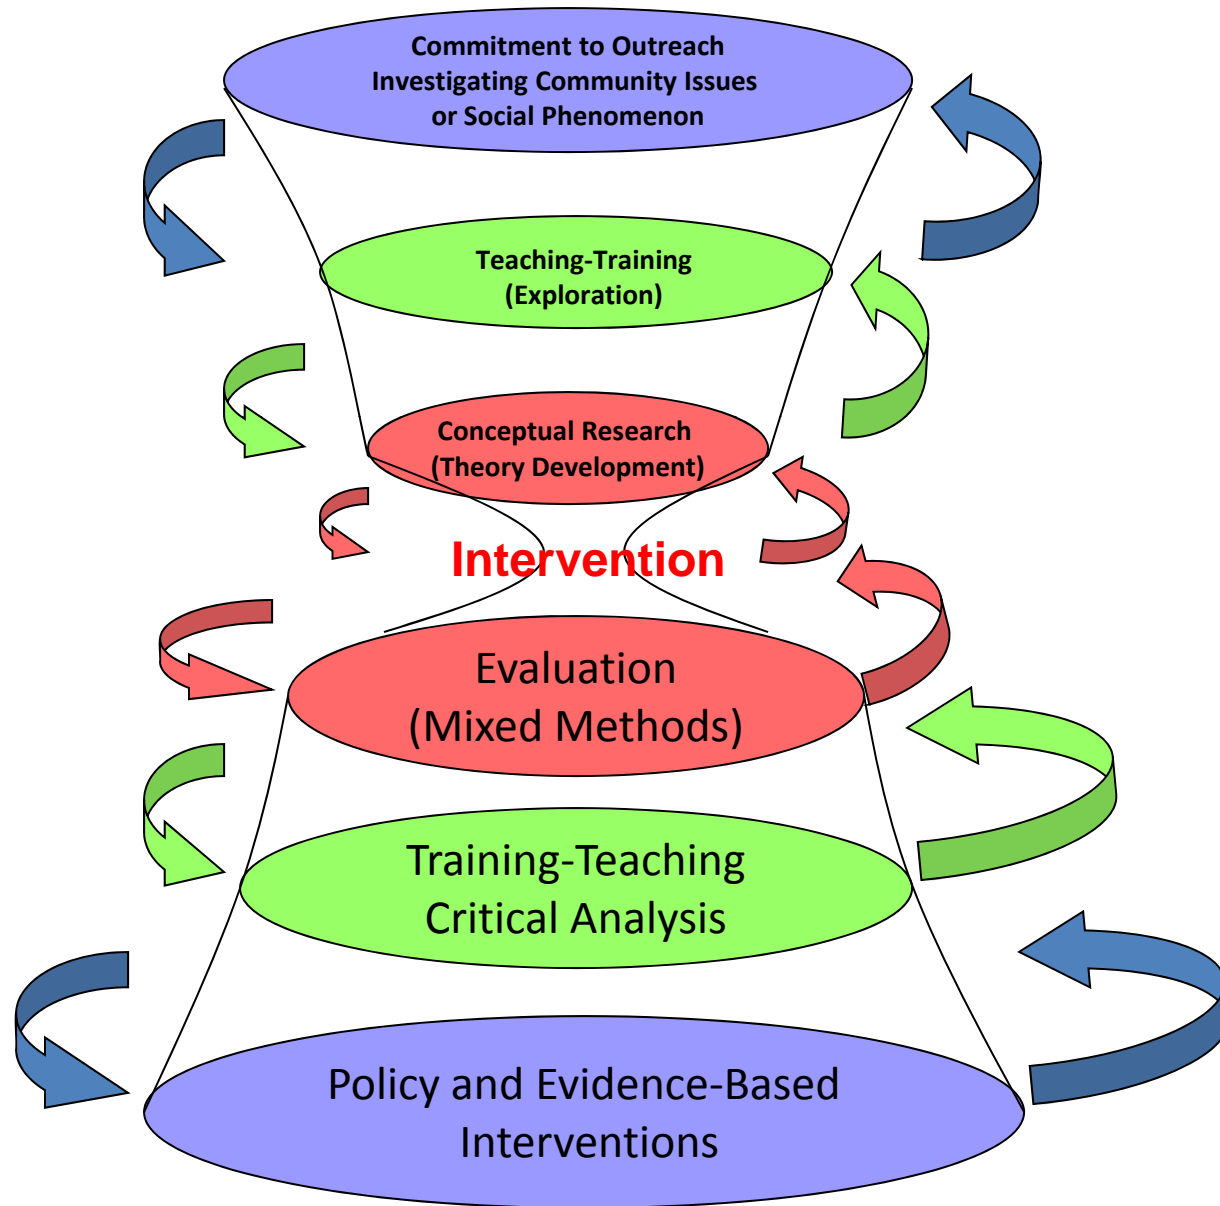 Commitment to Outreach
Investigating Community Issues
or Social Phenomenon
Teaching-Training
(Exploration)
Conceptual Research
(Theory Development)
Intervention
Evaluation
(Mixed Methods)
Training-Teaching
Critical Analysis
Policy and Evidence-Based
Interventions